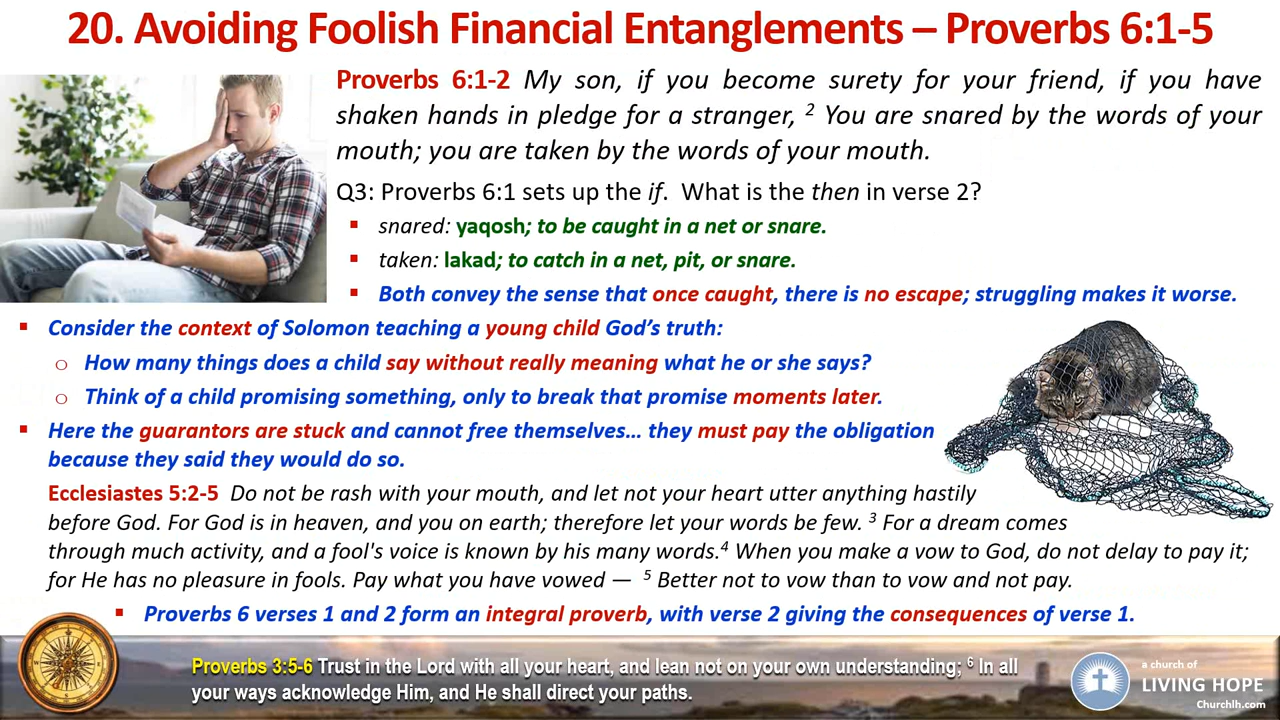 20. Avoiding Foolish Financial Entanglements – Proverbs 6:1-5
Proverbs 6:1-2 My son, if you become surety for your friend, if you have
shaken hands in pledge for a stranger, ² You are snared by the words of your
mouth; you are taken by the words of your mouth.
Q3: Proverbs 6:1 sets up the if. What is the then in verse 2?
▪ snared: yaqosh; to be caught in a net or snare.
▪ taken: lakad; to catch in a net, pit, or snare.
▪ Both convey the sense that once caught, there is no escape; struggling makes it worse.
▪ Consider the context of Solomon teaching a young child God's truth:
o How many things does a child say without really meaning what he or she says?
o Think of a child promising something, only to break that promise moments later.
▪ Here the guarantors are stuck and cannot free themselves… they must pay the obligation
because they said they would do so.
Ecclesiastes 5:2-5 Do not be rash with your mouth, and let not your heart utter anything hastily
before God. For God is in heaven, and you on earth; therefore let your words be few. ³ For a dream comes
through much activity, and a fool's voice is known by his many words.⁴ When you make a vow to God, do not delay to pay it;
for He has no pleasure in fools. Pay what you have vowed — ⁵ Better not to vow than to vow and not pay.
▪ Proverbs 6 verses 1 and 2 form an integral proverb, with verse 2 giving the consequences of verse 1.
Proverbs 3:5-6 Trust in the Lord with all your heart, and lean not on your own understanding; ⁶ In all
your ways acknowledge Him, and He shall direct your paths.
a church of
LIVING HOPE
Churchlh.com